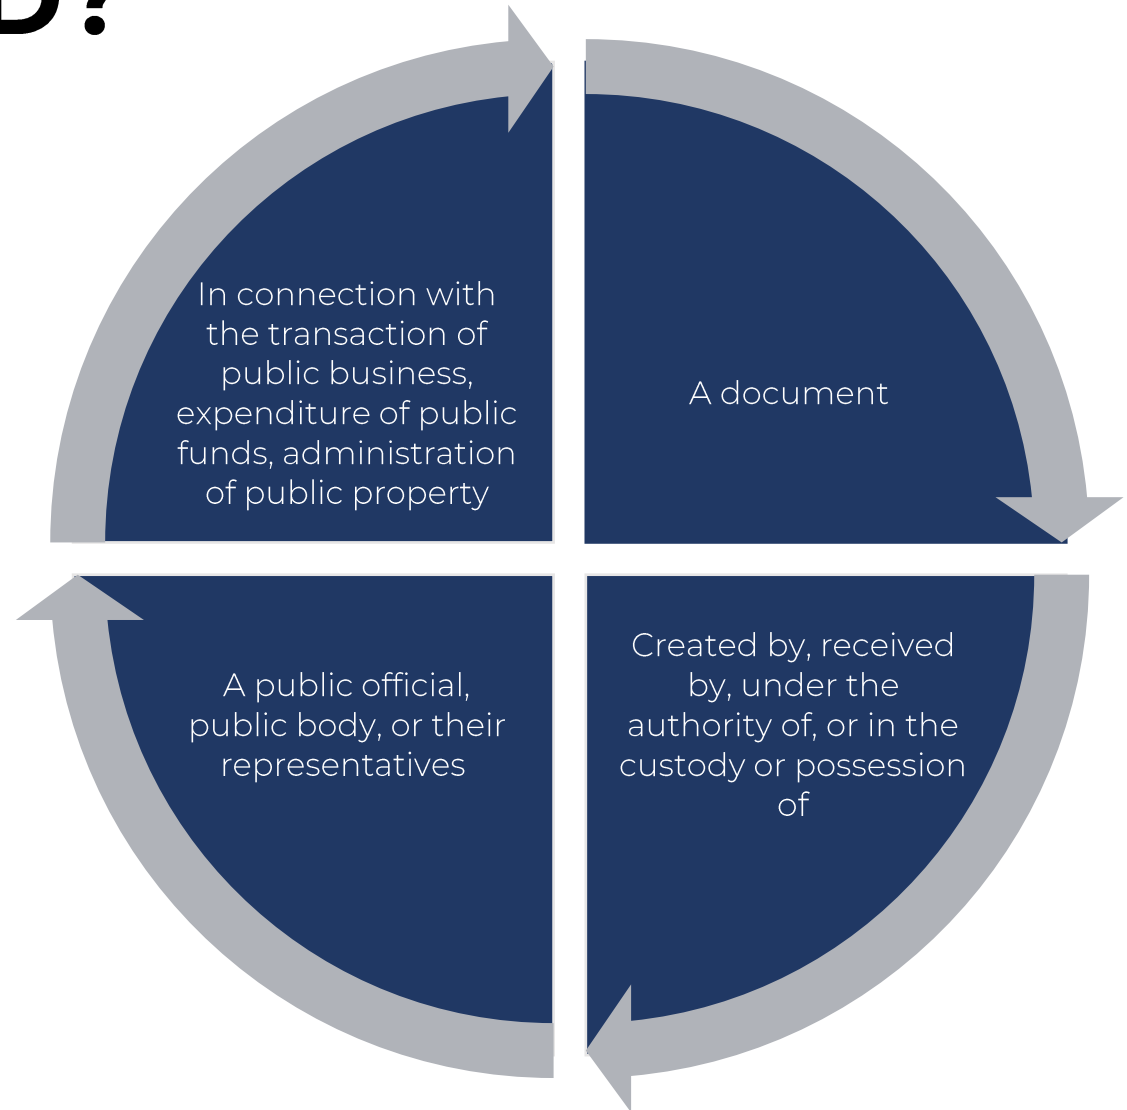 D?
In connection with
the transaction of
public business,
expenditure of public
funds, administration
of public property
A document
A public official,
public body, or their
representatives
Created by, received
by, under the
authority of, or in the
custody or possession
of